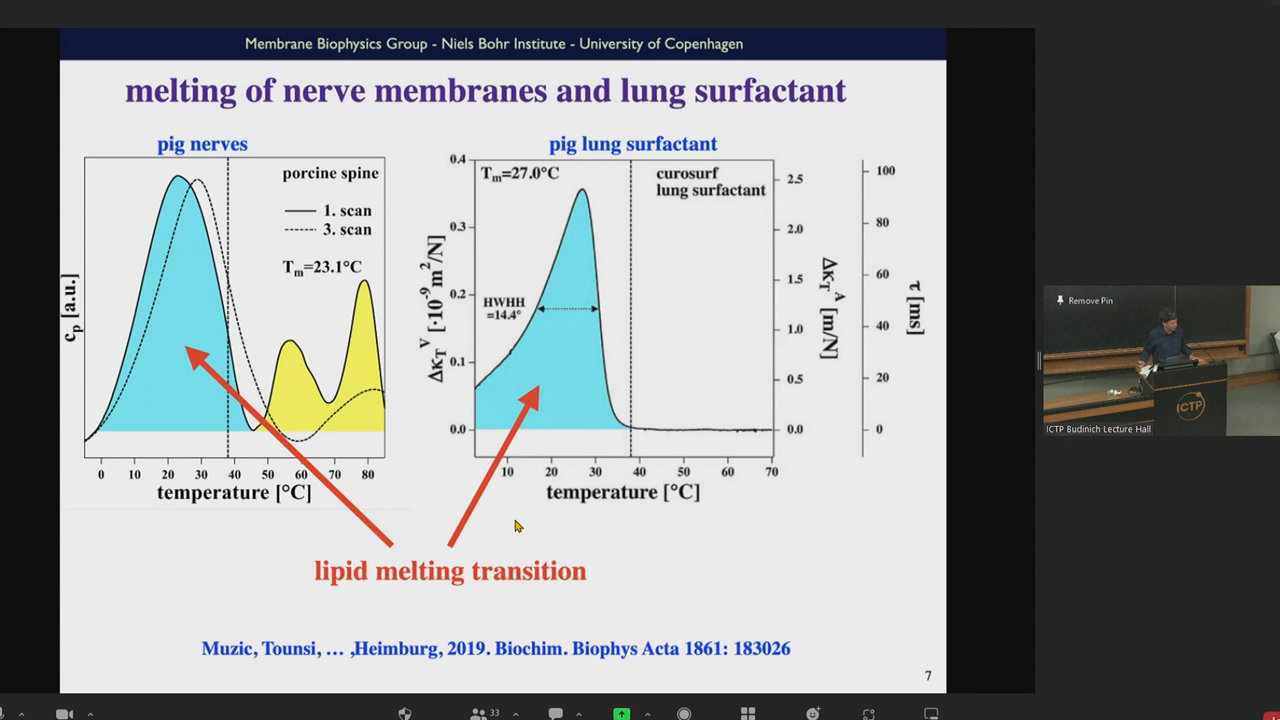 Membrane Biophysics Group - Niels Bohr Institute - University of Copenhagen
melting of nerve membranes and lung surfactant
pig nerves
porcine spine
1. scan
3. scan
Tm=23.1°C
cp [a.u.]
0 10 20 30 40 50 60 70 80
temperature [°C]
pig lung surfactant
Tm=27.0°C
curosurf
lung surfactant
HWHH
=14.4°
ΔκT^V [·10^-9 m^2/N]
0.4
0.3
0.2
0.1
0.0
10 20 30 40 50 60 70
temperature [°C]
2.5
2.0
1.5
1.0
0.5
0.0
ΔκT^A [m/N]
100
80
60
40
20
0
τ [ms]
lipid melting transition
Muzic, Tounsi, … ,Heimburg, 2019. Biochim. Biophys Acta 1861: 183026
7
Remove Pin
ICTP
ICTP Budinich Lecture Hall
33